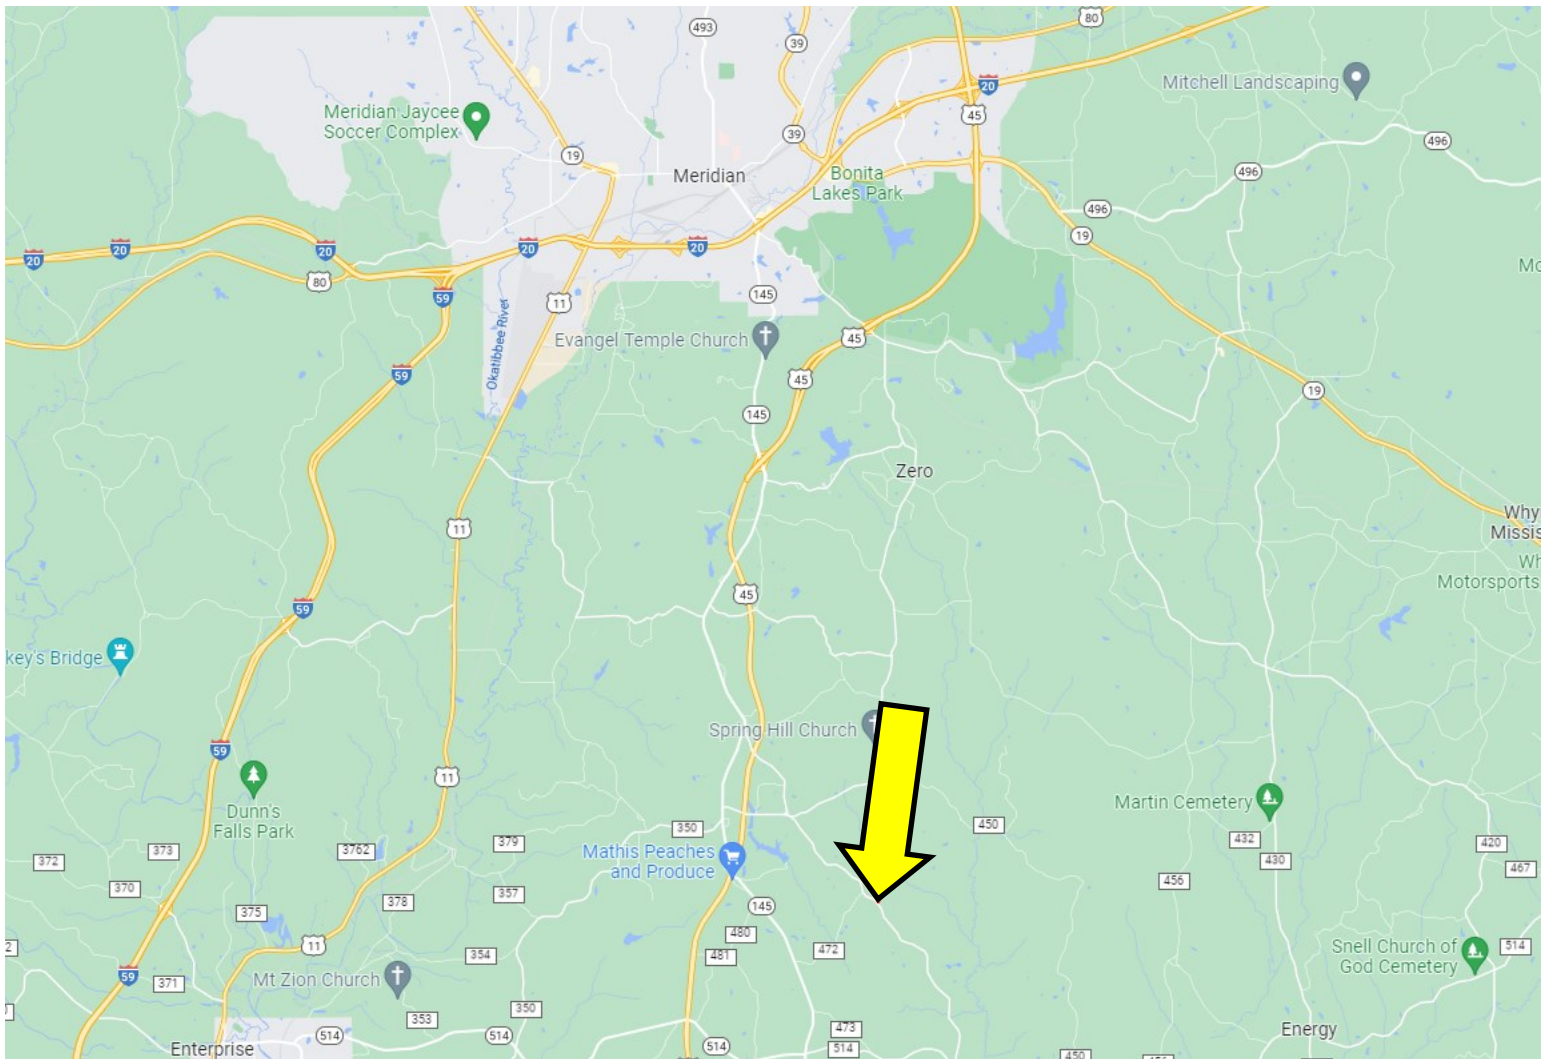 493
80
39
20
Mitchell Landscaping
Meridian Jaycee
Soccer Complex
45
39
496
19
Meridian
Bonita
Lakes Park
496
496
19
20
20
20
20
20
80
59
11
145
Okatibbee River
Evangel Temple Church
45
59
45
19
145
Zero
11
Why
Missis
Wh
Motorsports
45
59
key's Bridge
Spring Hill Church
59
11
Dunn's
Falls Park
Martin Cemetery
350
450
379
432
420
372
373
3762
Mathis Peaches
and Produce
430
467
370
357
456
378
145
375
480
472
11
354
481
Snell Church of
God Cemetery
514
59
371
Mt Zion Church
350
353
473
514
514
514
514
Energy
Enterprise
450